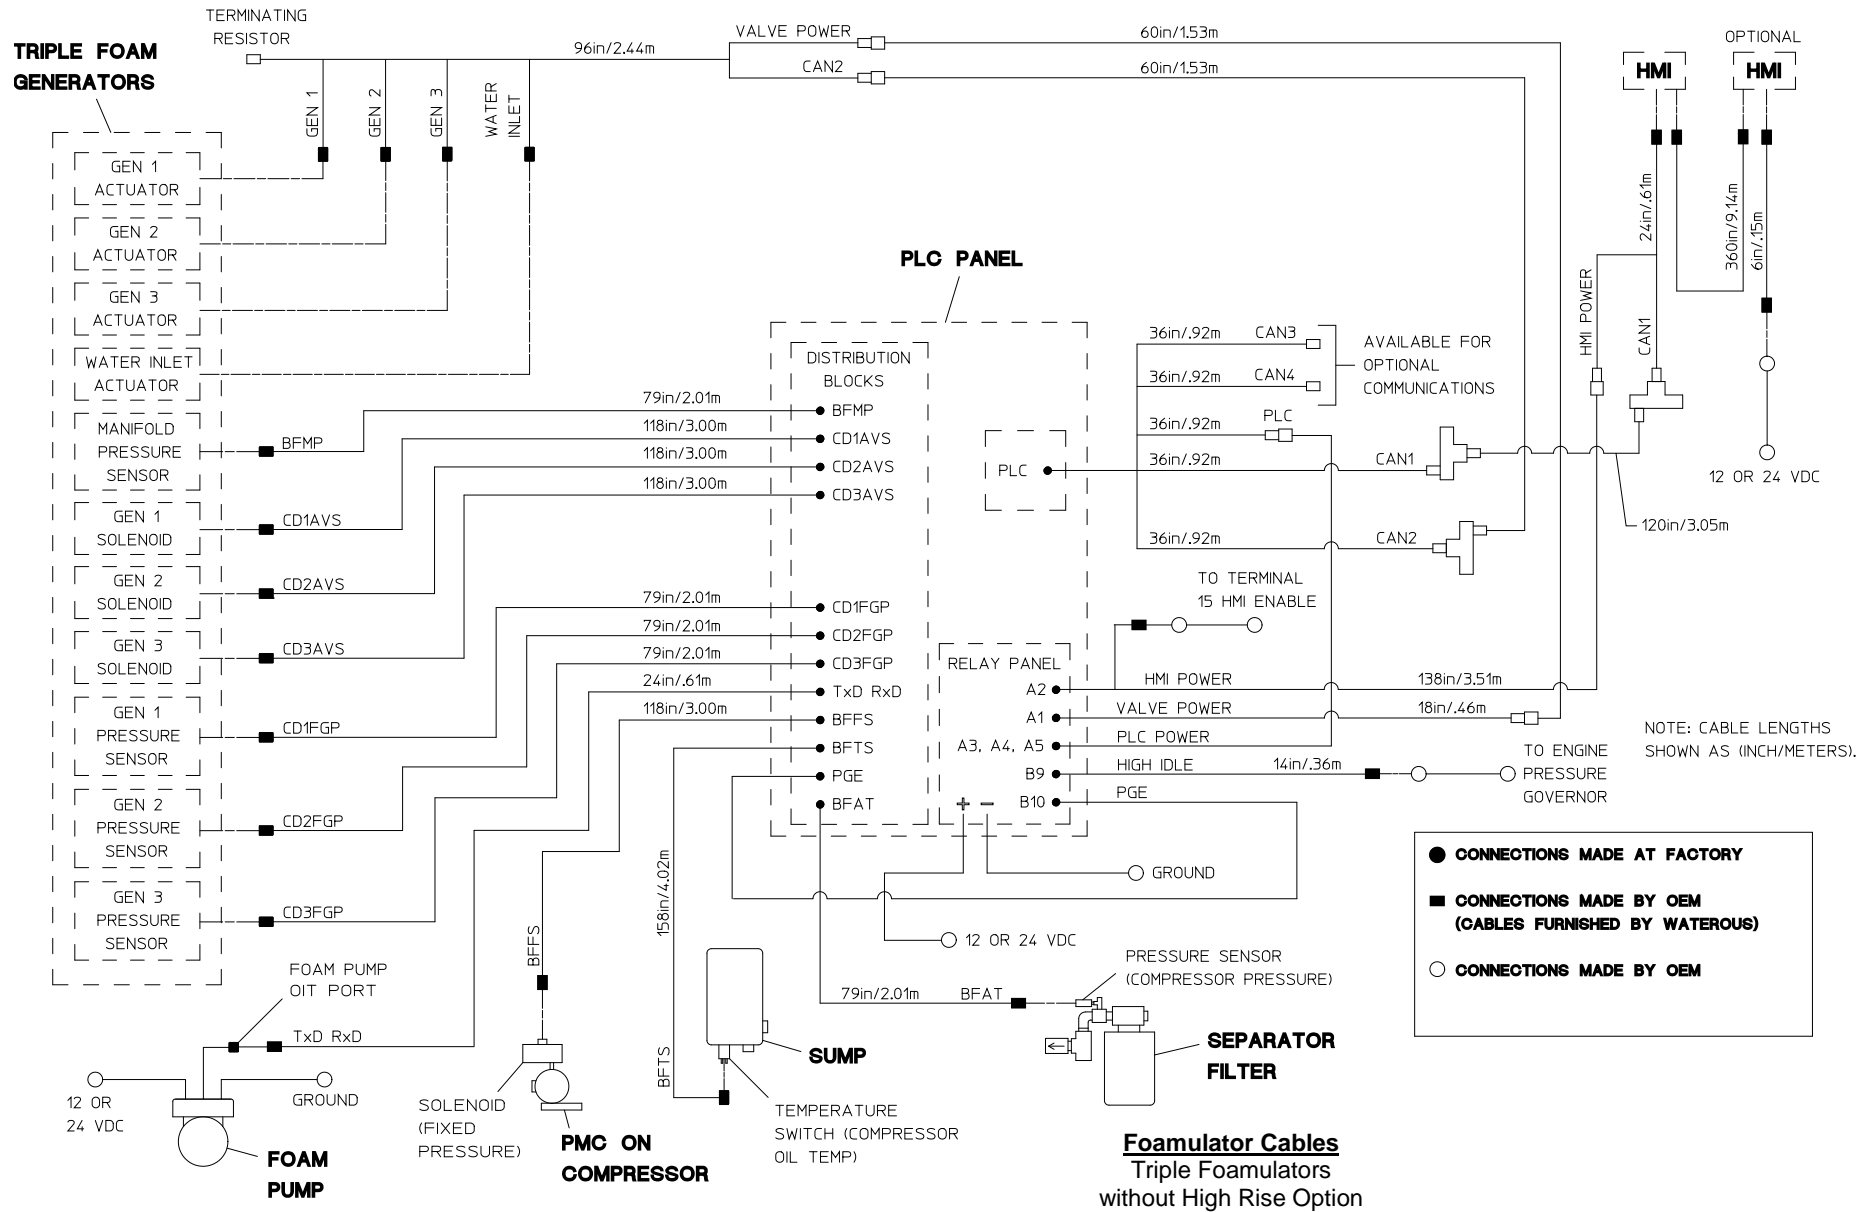 TERMINATING
RESISTOR
TRIPLE FOAM
GENERATORS
96in/2.44m
VALVE POWER
CAN2
60in/1.53m
60in/1.53m
OPTIONAL
HMI
HMI
GEN 1
GEN 2
GEN 3
WATER
INLET
GEN 1
ACTUATOR
GEN 2
ACTUATOR
GEN 3
ACTUATOR
WATER INLET
ACTUATOR
MANIFOLD
PRESSURE
SENSOR
GEN 1
SOLENOID
GEN 2
SOLENOID
GEN 3
SOLENOID
GEN 1
PRESSURE
SENSOR
GEN 2
PRESSURE
SENSOR
GEN 3
PRESSURE
SENSOR
BFMP
CD1AVS
CD2AVS
CD3AVS
CD1FGP
CD2FGP
CD3FGP
79in/2.01m
118in/3.00m
118in/3.00m
118in/3.00m
79in/2.01m
79in/2.01m
79in/2.01m
24in/.61m
118in/3.00m
PLC PANEL
DISTRIBUTION
BLOCKS
BFMP
CD1AVS
CD2AVS
CD3AVS
CD1FGP
CD2FGP
CD3FGP
TxD RxD
BFFS
BFTS
PGE
BFAT
PLC
RELAY PANEL
A2
A1
A3, A4, A5
B9
B10
+ −
36in/.92m CAN3
36in/.92m CAN4
AVAILABLE FOR
OPTIONAL
COMMUNICATIONS
36in/.92m PLC
36in/.92m CAN1
36in/.92m CAN2
24in/.61m
360in/9.14m
6in/.15m
HMI POWER
CAN1
12 OR 24 VDC
120in/3.05m
TO TERMINAL
15 HMI ENABLE
HMI POWER 138in/3.51m
VALVE POWER 18in/.46m
PLC POWER
HIGH IDLE 14in/.36m
PGE
TO ENGINE
PRESSURE
GOVERNOR
NOTE: CABLE LENGTHS
SHOWN AS (INCH/METERS).
GROUND
12 OR 24 VDC
CONNECTIONS MADE AT FACTORY
CONNECTIONS MADE BY OEM
(CABLES FURNISHED BY WATEROUS)
CONNECTIONS MADE BY OEM
158in/4.02m
BFTS
BFFS
79in/2.01m BFAT
PRESSURE SENSOR
(COMPRESSOR PRESSURE)
SEPARATOR
FILTER
SUMP
TEMPERATURE
SWITCH (COMPRESSOR
OIL TEMP)
FOAM PUMP
OIT PORT
TxD RxD
12 OR
24 VDC
GROUND
FOAM
PUMP
SOLENOID
(FIXED
PRESSURE)
PMC ON
COMPRESSOR
Foamulator Cables
Triple Foamulators
without High Rise Option